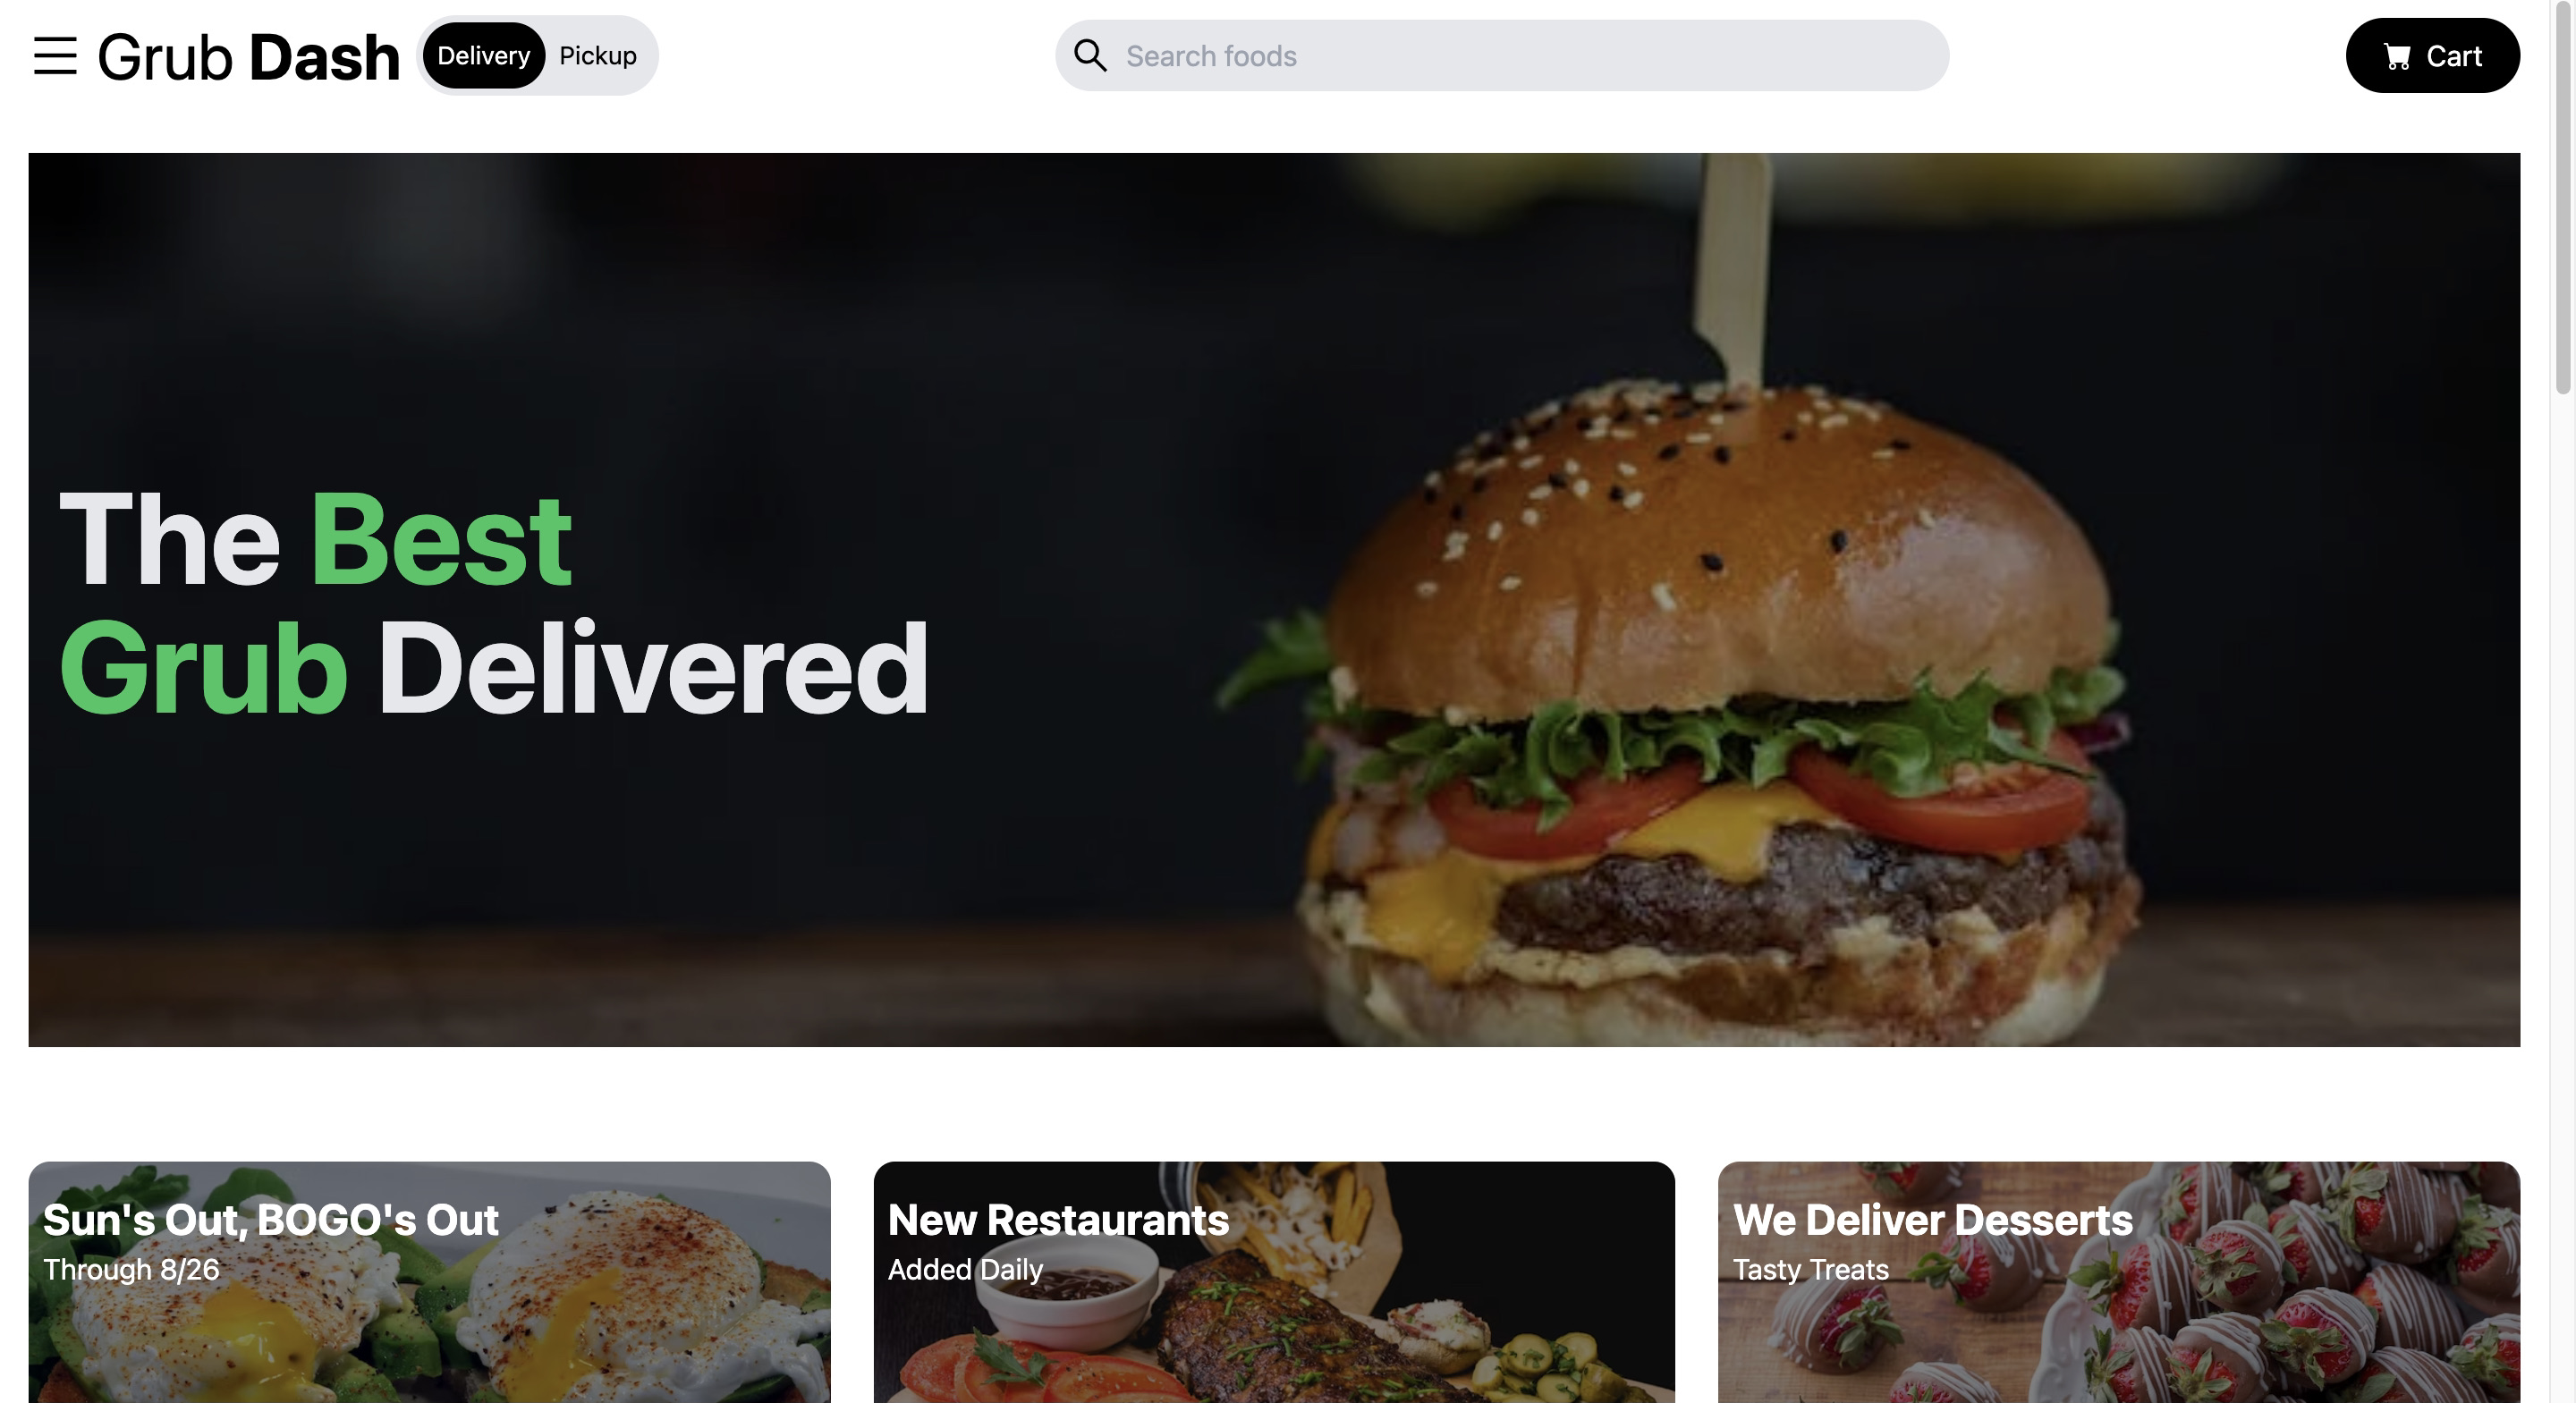 Grub Dash
Delivery Pickup
Search foods
Cart
The Best
Grub Delivered
Sun's Out, BOGO's Out
Through 8/26
New Restaurants
Added Daily
We Deliver Desserts
Tasty Treats